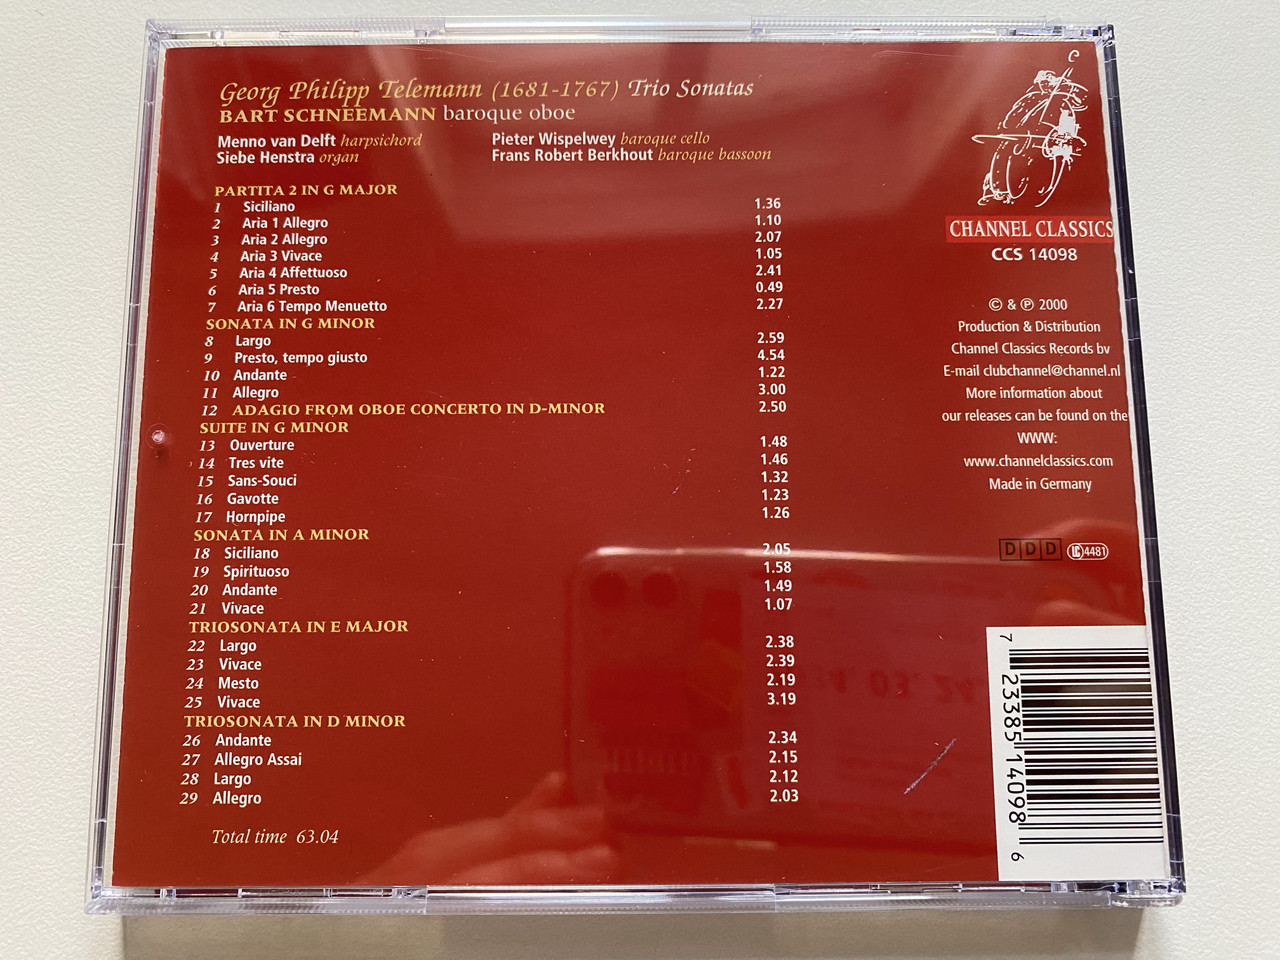 Georg Philipp Telemann (1681-1767) Trio Sonatas
BART SCHNEEMANN baroque oboe
Menno van Delft harpsichord
Siebe Henstra organ
Pieter Wispelwey baroque cello
Frans Robert Berkhout baroque bassoon
PARTITA 2 IN G MAJOR
1 Siciliano 1.36
2 Aria 1 Allegro 1.10
3 Aria 2 Allegro 2.07
4 Aria 3 Vivace 1.05
5 Aria 4 Affettuoso 2.41
6 Aria 5 Presto 0.49
7 Aria 6 Tempo Menuetto 2.27
SONATA IN G MINOR
8 Largo 2.59
9 Presto, tempo giusto 4.54
10 Andante 1.22
11 Allegro 3.00
12 ADAGIO FROM OBOE CONCERTO IN D-MINOR 2.50
SUITE IN G MINOR
13 Ouverture 1.48
14 Tres vite 1.46
15 Sans-Souci 1.32
16 Gavotte 1.23
17 Hornpipe 1.26
SONATA IN A MINOR
18 Siciliano 2.05
19 Spirituoso 1.58
20 Andante 1.49
21 Vivace 1.07
TRIOSONATA IN E MAJOR
22 Largo 2.38
23 Vivace 2.39
24 Mesto 2.19
25 Vivace 3.19
TRIOSONATA IN D MINOR
26 Andante 2.34
27 Allegro Assai 2.15
28 Largo 2.12
29 Allegro 2.03
Total time 63.04
CHANNEL CLASSICS
CCS 14098
© & ℗ 2000
Production & Distribution
Channel Classics Records bv
E-mail clubchannel@channel.nl
More information about
our releases can be found on the
WWW:
www.channelclassics.com
Made in Germany
DDD LC 4481
7 23385 14098 6